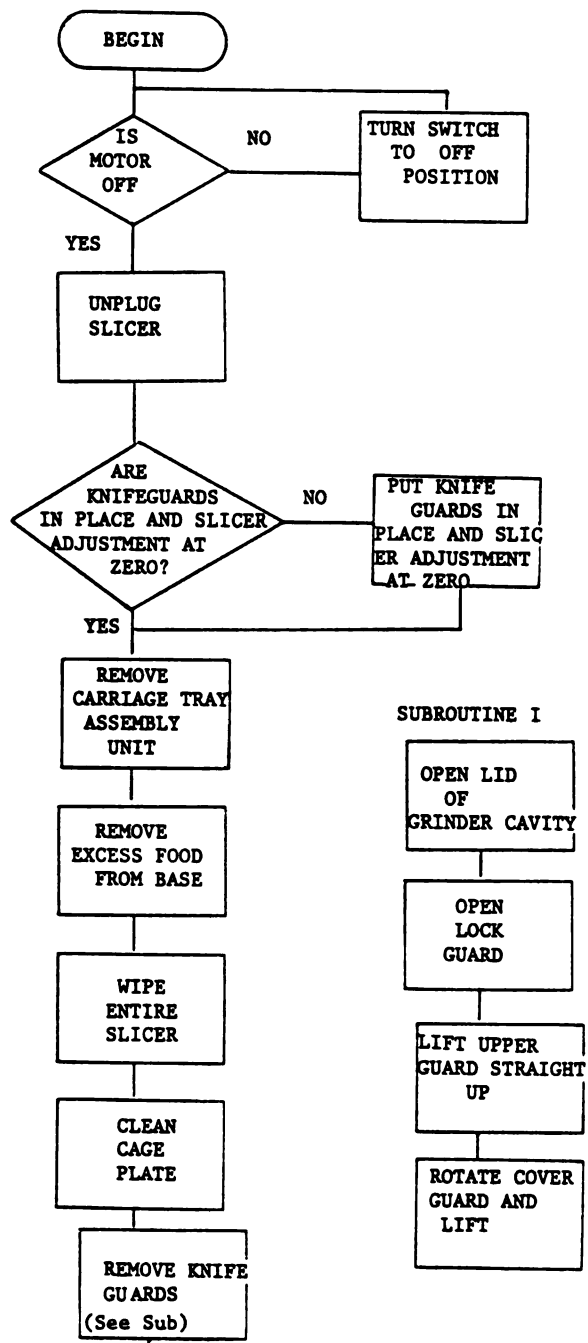 BEGIN
IS
MOTOR
OFF
NO
TURN SWITCH
TO OFF
POSITION
YES
UNPLUG
SLICER
ARE
KNIFEGUARDS
IN PLACE AND SLICER
ADJUSTMENT AT
ZERO?
NO
PUT KNIFE
GUARDS IN
PLACE AND SLIC
ER ADJUSTMENT
AT ZERO
YES
REMOVE
CARRIAGE TRAY
ASSEMBLY
UNIT
REMOVE
EXCESS FOOD
FROM BASE
WIPE
ENTIRE
SLICER
CLEAN
CAGE
PLATE
REMOVE KNIFE
GUARDS
(See Sub)
SUBROUTINE I
OPEN LID
OF
GRINDER CAVITY
OPEN
LOCK
GUARD
LIFT UPPER
GUARD STRAIGHT
UP
ROTATE COVER
GUARD AND
LIFT